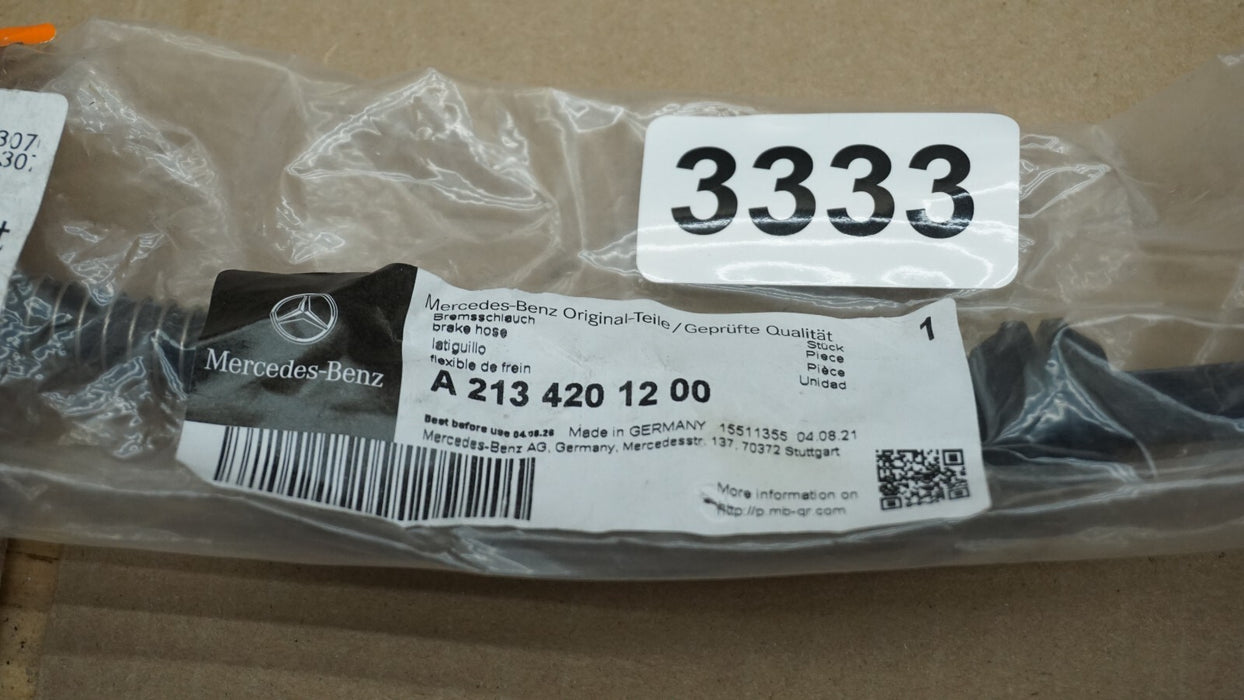 3333
Mercedes-Benz
Mercedes-Benz Original-Teile / Geprüfte Qualität
Bremsschlauch
brake hose
latiguillo
flexible de frein
1
Stück
Piece
Pièce
Unidad
A 213 420 12 00
Best before use 04.08.26 Made in GERMANY 15511355 04.08.21
Mercedes-Benz AG, Germany, Mercedesstr. 137, 70372 Stuttgart
More information on
http://p.mb-qr.com